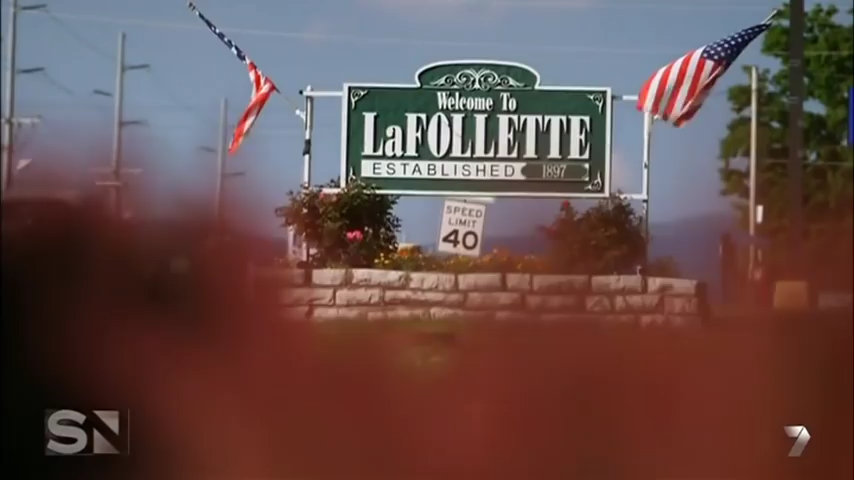 Welcome To
LaFOLLETTE
ESTABLISHED 1897
SPEED
LIMIT
40
SN
7